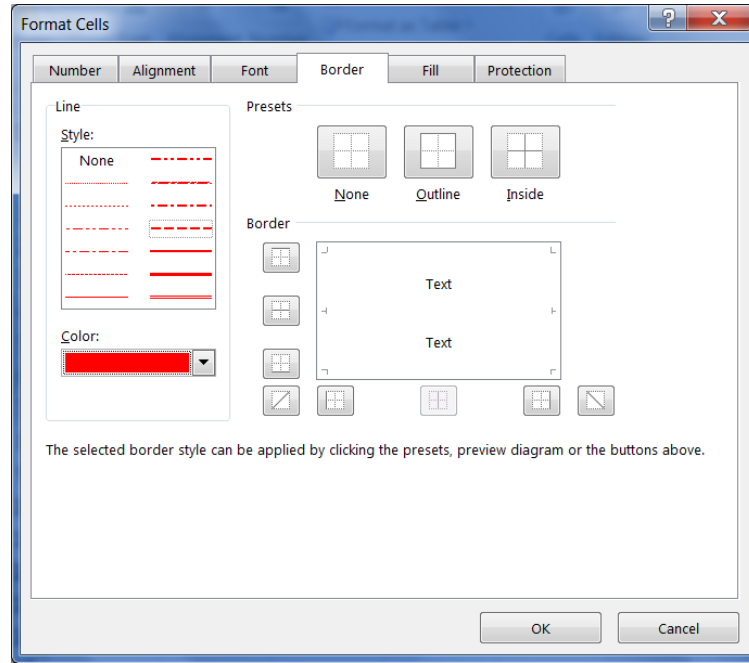 Format Cells
Number Alignment Font Border Fill Protection
Line
Style:
None
Color:
Presets
None Outline Inside
Border
Text
Text
The selected border style can be applied by clicking the presets, preview diagram or the buttons above.
OK Cancel